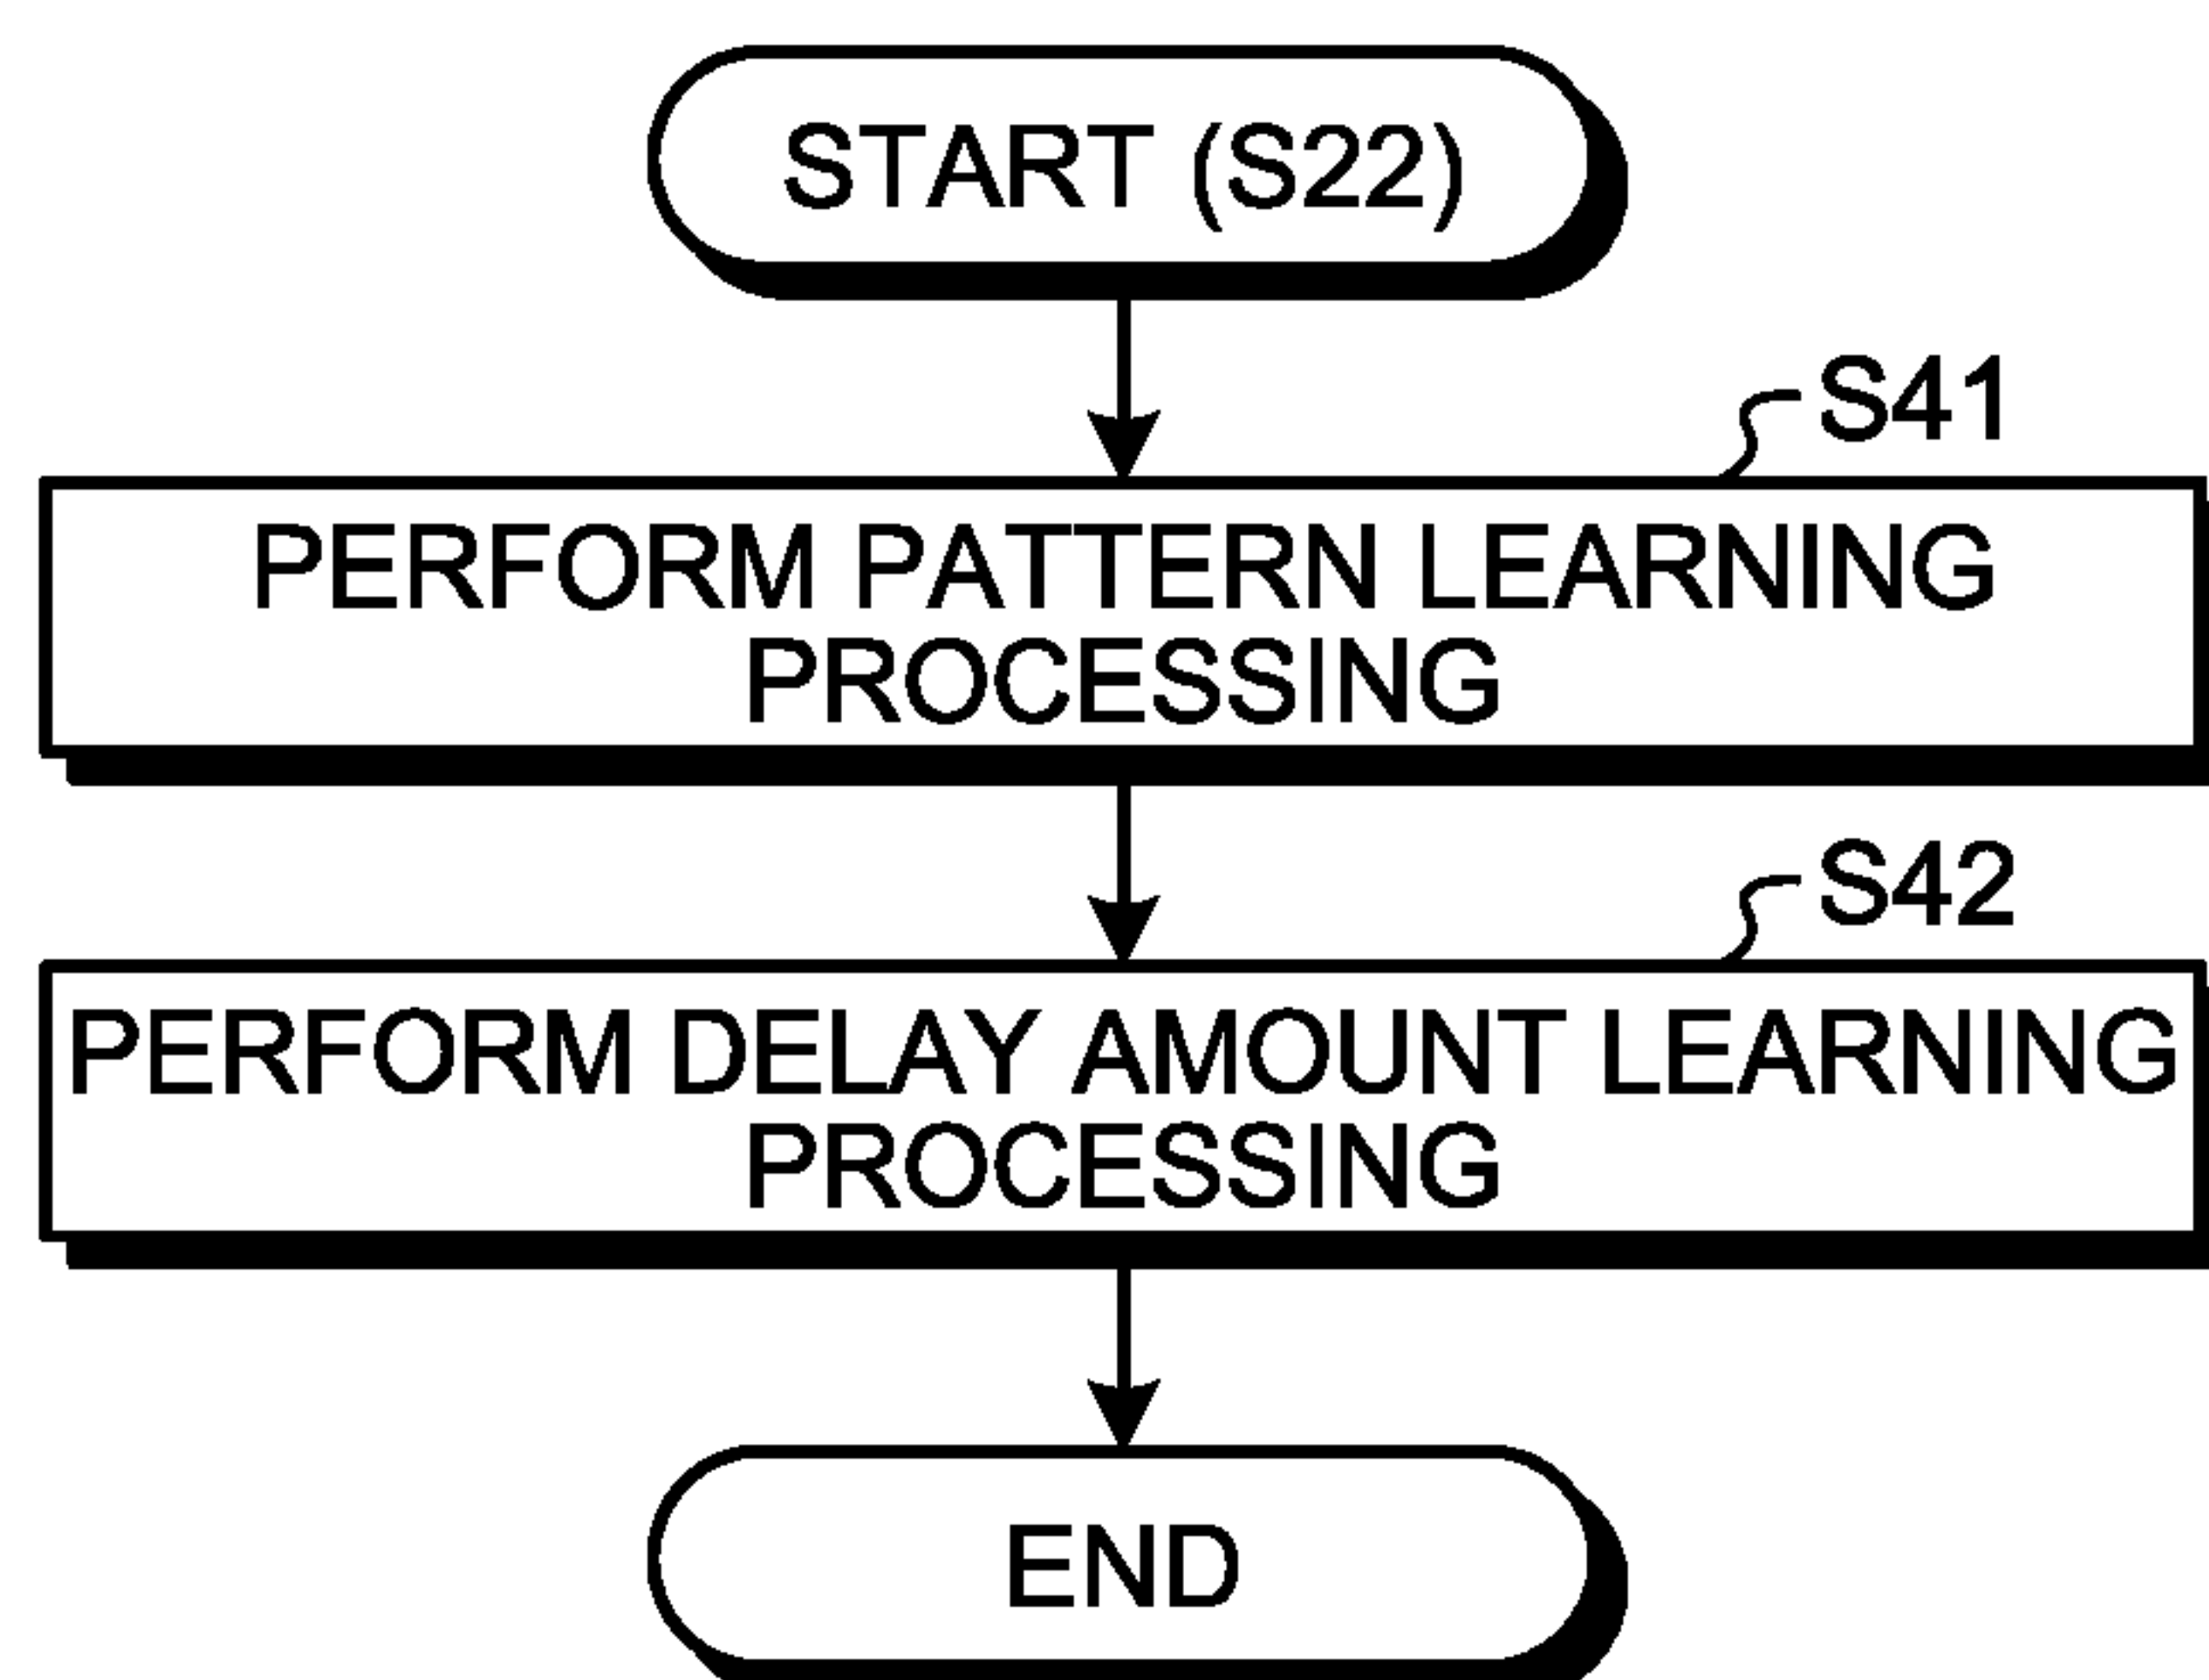 START (S22)
S41
PERFORM PATTERN LEARNING
PROCESSING
S42
PERFORM DELAY AMOUNT LEARNING
PROCESSING
END